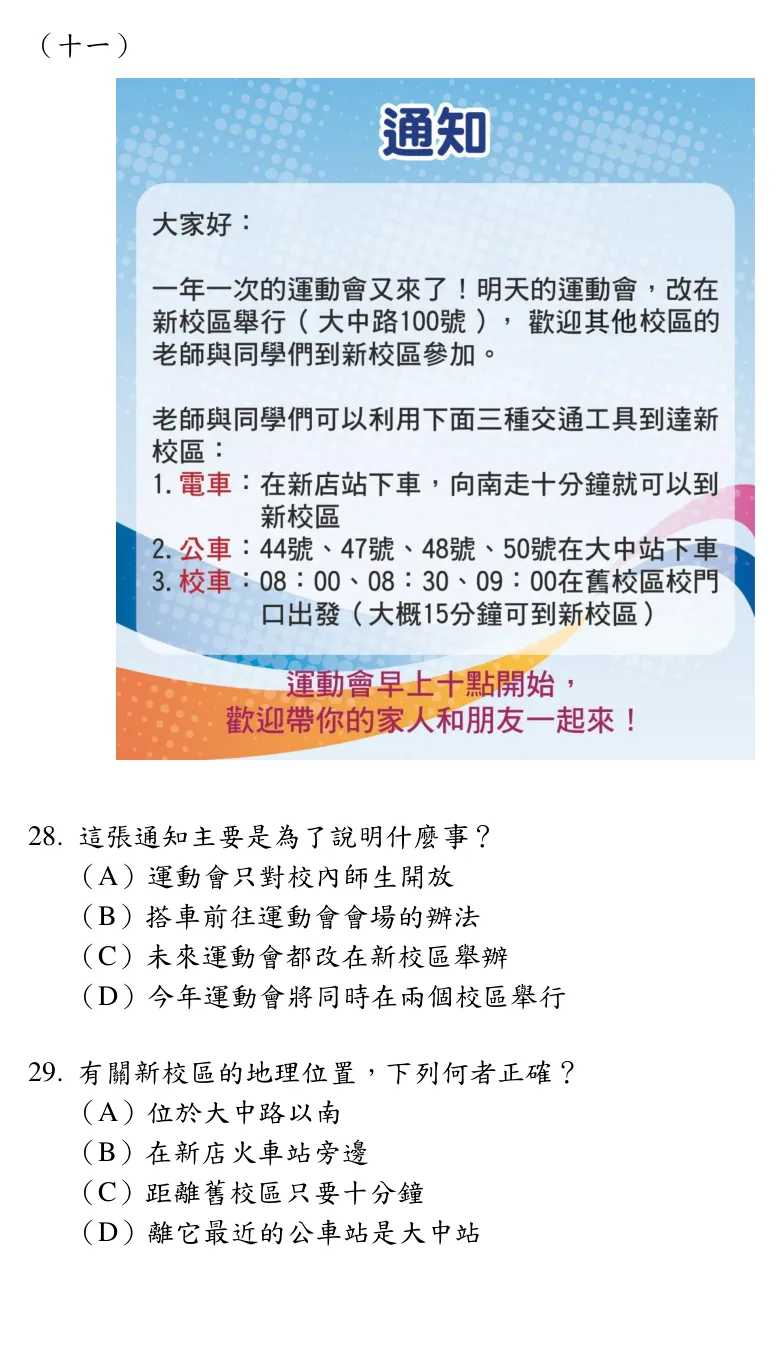 （十一）
通知
大家好：
一年一次的運動會又來了！明天的運動會，改在
新校區舉行（大中路100號），歡迎其他校區的
老師與同學們到新校區參加。
老師與同學們可以利用下面三種交通工具到達新
校區：
1. 電車：在新店站下車，向南走十分鐘就可以到
新校區
2. 公車：44號、47號、48號、50號在大中站下車
3. 校車：08：00、08：30、09：00在舊校區校門
口出發（大概15分鐘可到新校區）
運動會早上十點開始，
歡迎帶你的家人和朋友一起來！
28. 這張通知主要是為了說明什麼事？
（A）運動會只對校內師生開放
（B）搭車前往運動會會場的辦法
（C）未來運動會都改在新校區舉辦
（D）今年運動會將同時在兩個校區舉行
29. 有關新校區的地理位置，下列何者正確？
（A）位於大中路以南
（B）在新店火車站旁邊
（C）距離舊校區只要十分鐘
（D）離它最近的公車站是大中站